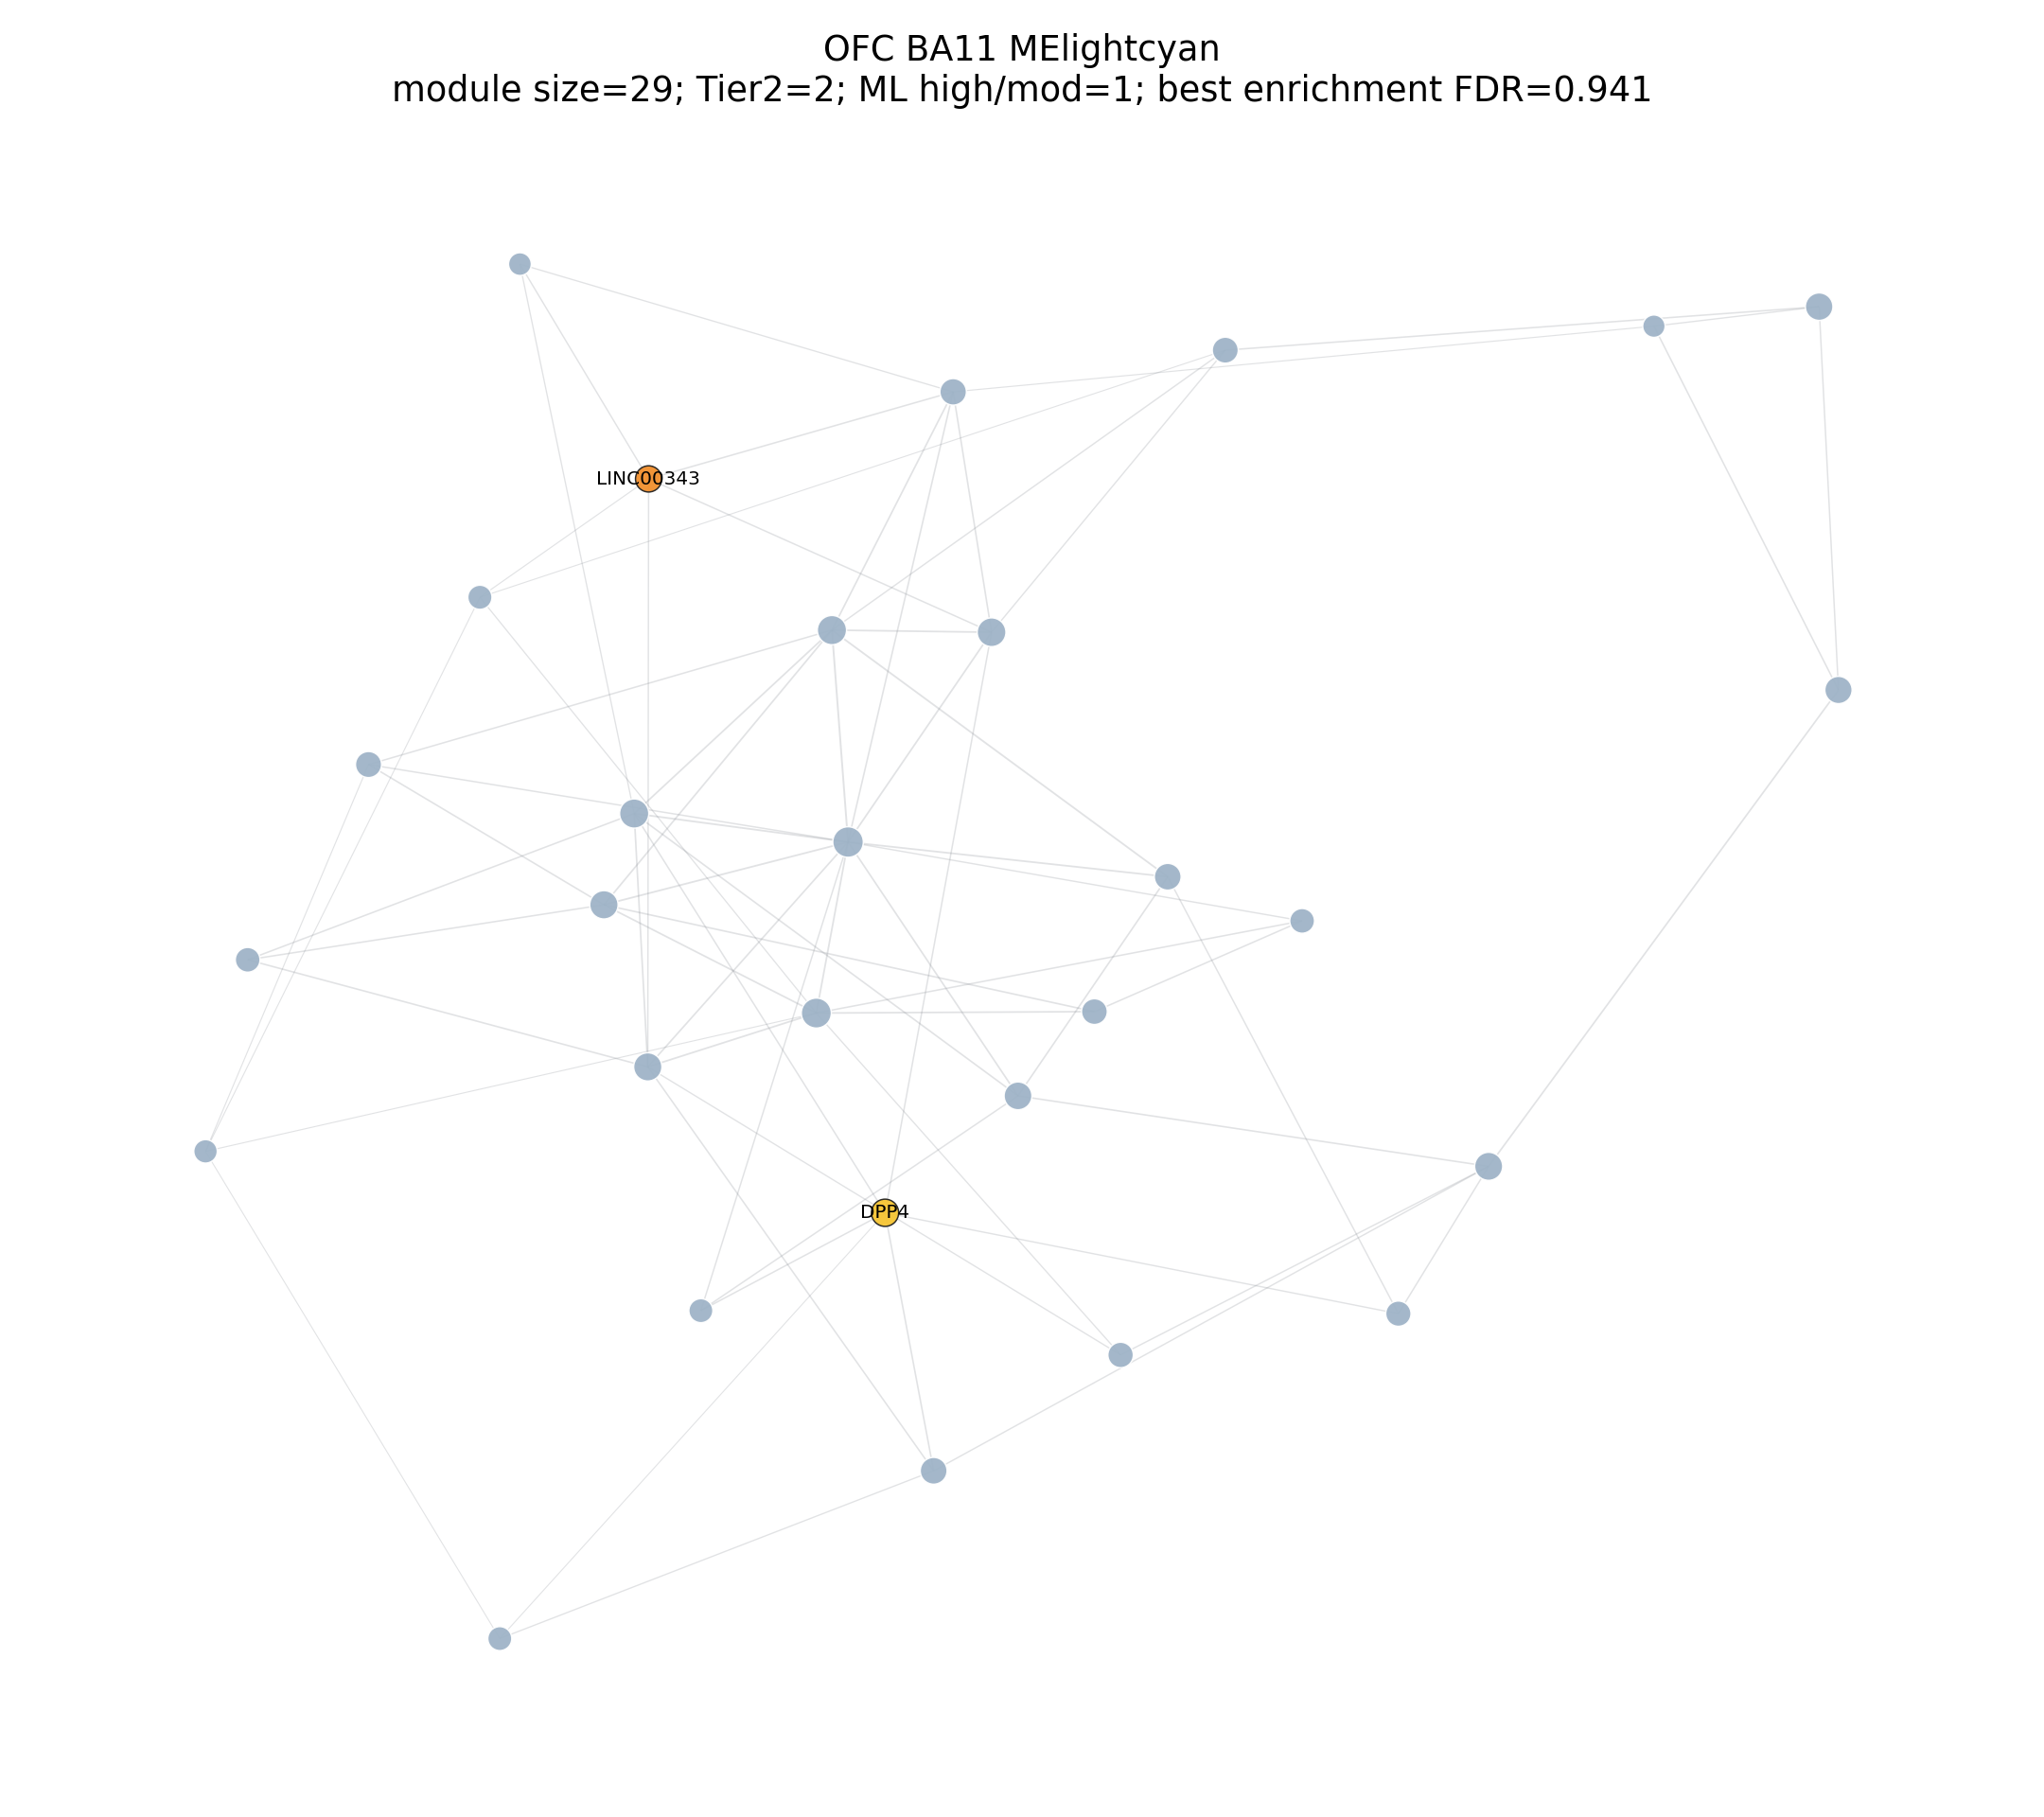 OFC BA11 MElightcyan
module size=29; Tier2=2; ML high/mod=1; best enrichment FDR=0.941
LINC00343
DPP4